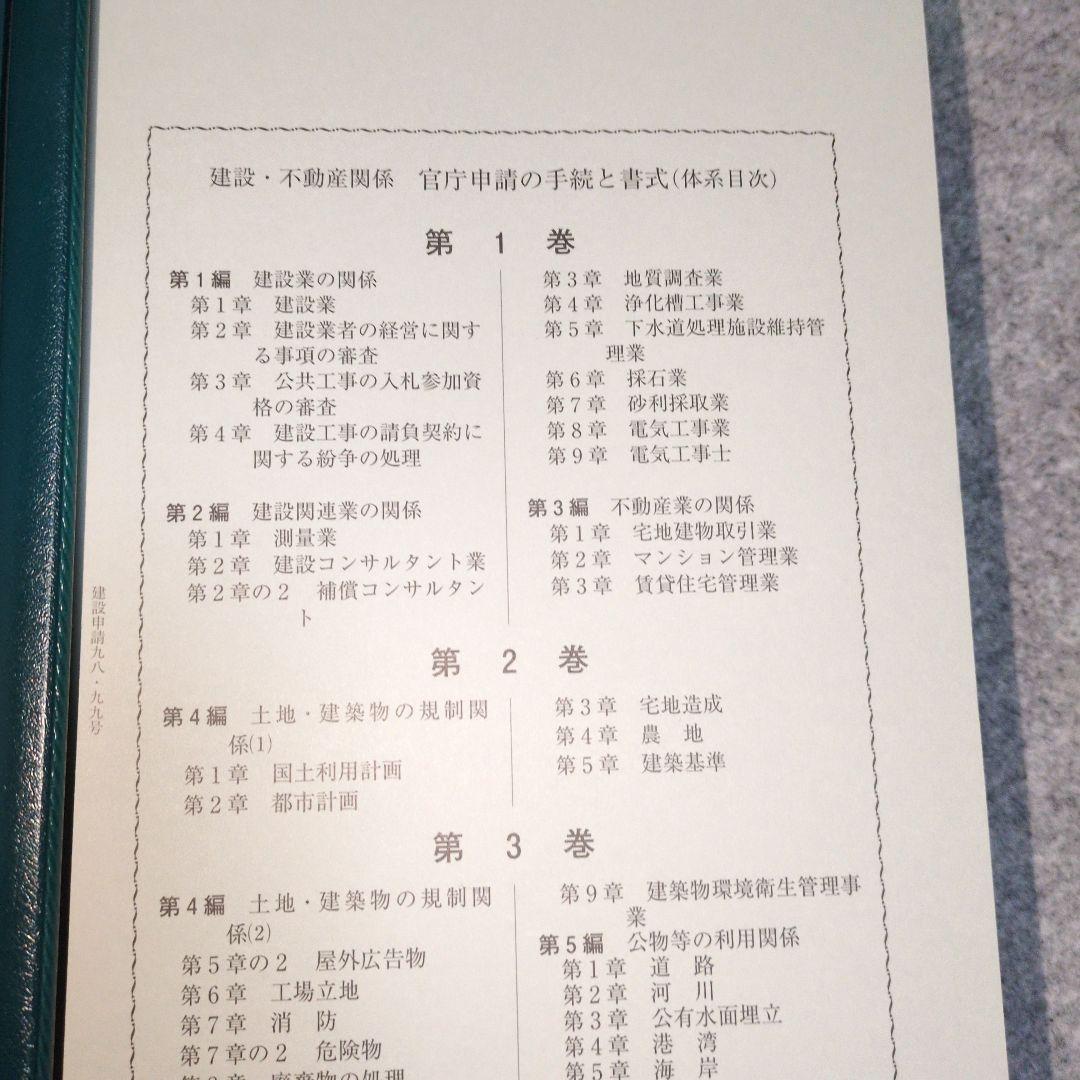 建設・不動産関係 官庁申請の手続と書式(体系目次)
第 1 巻
第1編 建設業の関係
第1章 建設業
第2章 建設業者の経営に関す
る事項の審査
第3章 公共工事の入札参加資
格の審査
第4章 建設工事の請負契約に
関する紛争の処理
第2編 建設関連業の関係
第1章 測量業
第2章 建設コンサルタント業
第2章の2 補償コンサルタン
ト
第3章 地質調査業
第4章 浄化槽工事業
第5章 下水道処理施設維持管
理業
第6章 採石業
第7章 砂利採取業
第8章 電気工事業
第9章 電気工事士
第3編 不動産業の関係
第1章 宅地建物取引業
第2章 マンション管理業
第3章 賃貸住宅管理業
第 2 巻
第4編 土地・建築物の規制関
係(1)
第1章 国土利用計画
第2章 都市計画
第3章 宅地造成
第4章 農 地
第5章 建築基準
第 3 巻
第4編 土地・建築物の規制関
係(2)
第5章の2 屋外広告物
第6章 工場立地
第7章 消 防
第7章の2 危険物
第8章 廃棄物の処理
第9章 建築物環境衛生管理事
業
第5編 公物等の利用関係
第1章 道 路
第2章 河 川
第3章 公有水面埋立
第4章 港 湾
第5章 海 岸
建設申請九八・九九号